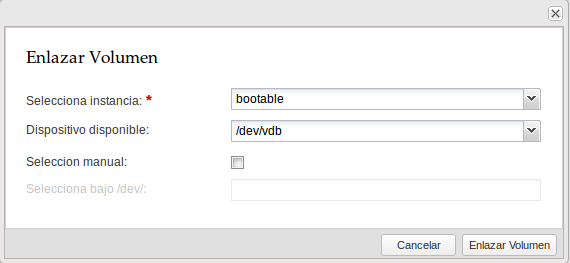 Enlazar Volumen
Selecciona instancia: *
bootable
Dispositivo disponible:
/dev/vdb
Seleccion manual:
Selecciona bajo /dev/:
Cancelar
Enlazar Volumen